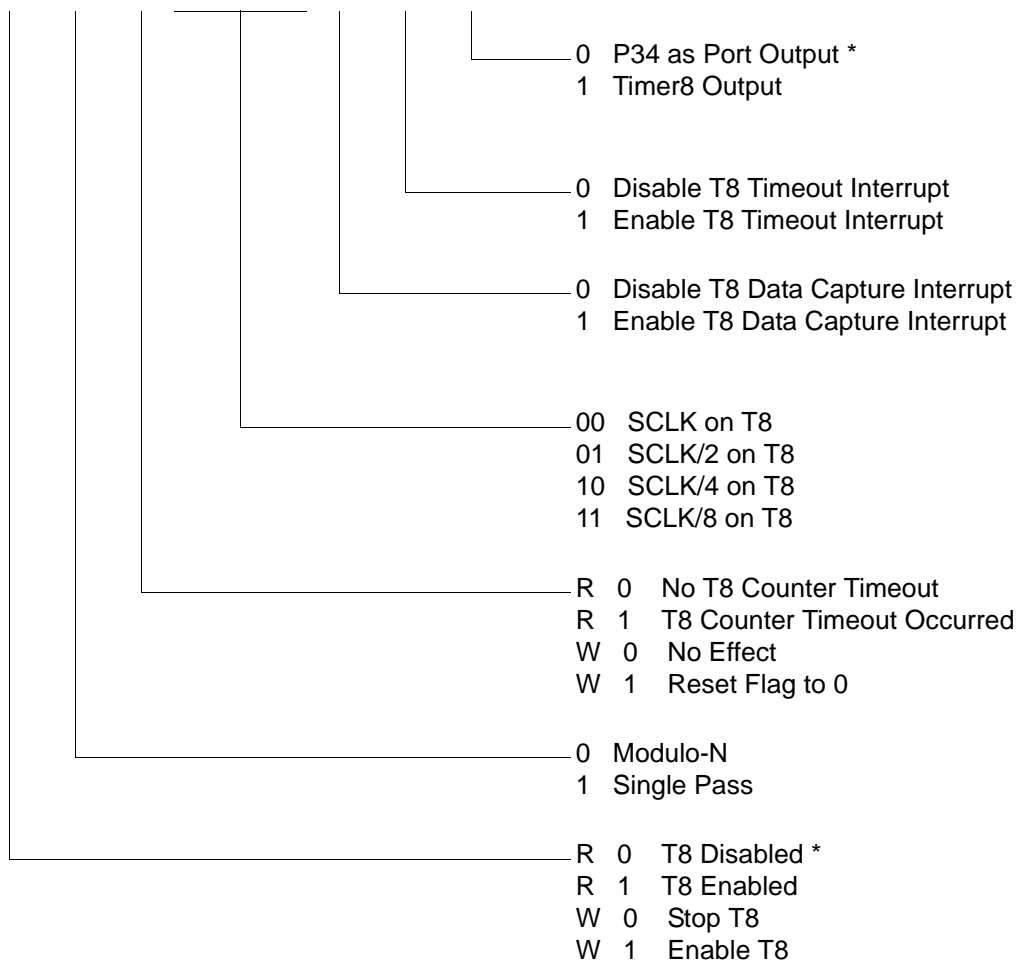 0 P34 as Port Output *
1 Timer8 Output
0 Disable T8 Timeout Interrupt
1 Enable T8 Timeout Interrupt
0 Disable T8 Data Capture Interrupt
1 Enable T8 Data Capture Interrupt
00 SCLK on T8
01 SCLK/2 on T8
10 SCLK/4 on T8
11 SCLK/8 on T8
R 0 No T8 Counter Timeout
R 1 T8 Counter Timeout Occurred
W 0 No Effect
W 1 Reset Flag to 0
0 Modulo-N
1 Single Pass
R 0 T8 Disabled *
R 1 T8 Enabled
W 0 Stop T8
W 1 Enable T8